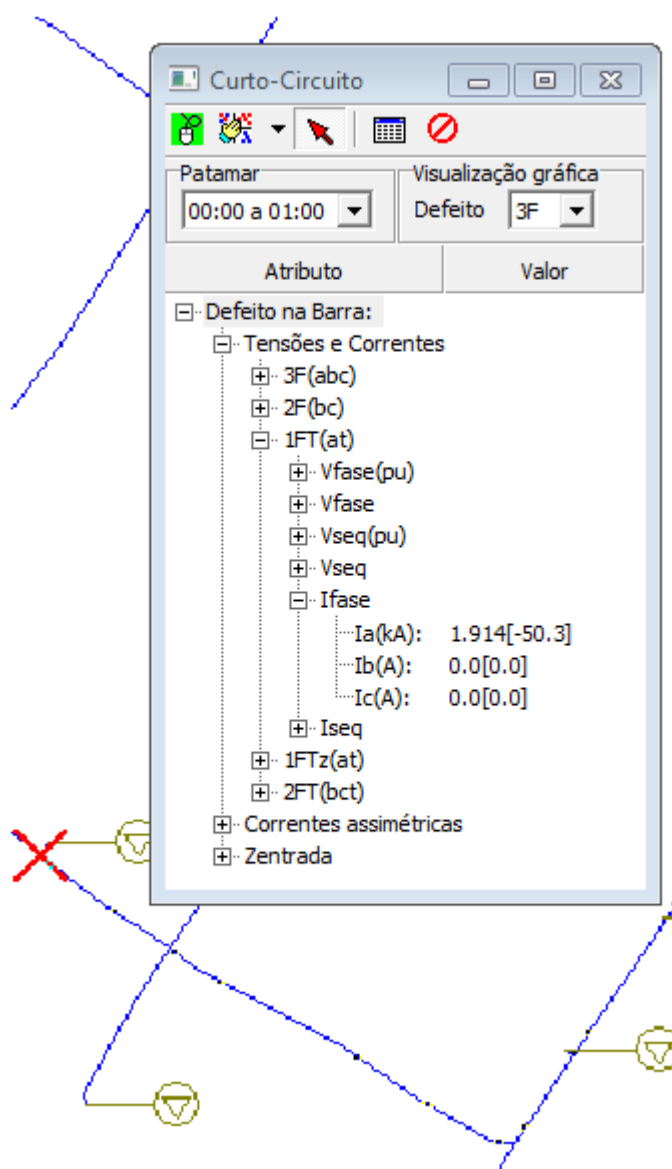 Curto-Circuito
Patamar
Visualização gráfica
00:00 a 01:00
Defeito
3F
Atributo
Valor
Defeito na Barra:
Tensões e Correntes
3F(abc)
2F(bc)
1FT(at)
Vfase(pu)
Vfase
Vseq(pu)
Vseq
Ifase
Ia(kA): 1.914[-50.3]
Ib(A): 0.0[0.0]
Ic(A): 0.0[0.0]
Iseq
1FTz(at)
2FT(bct)
Correntes assimétricas
Zentrada